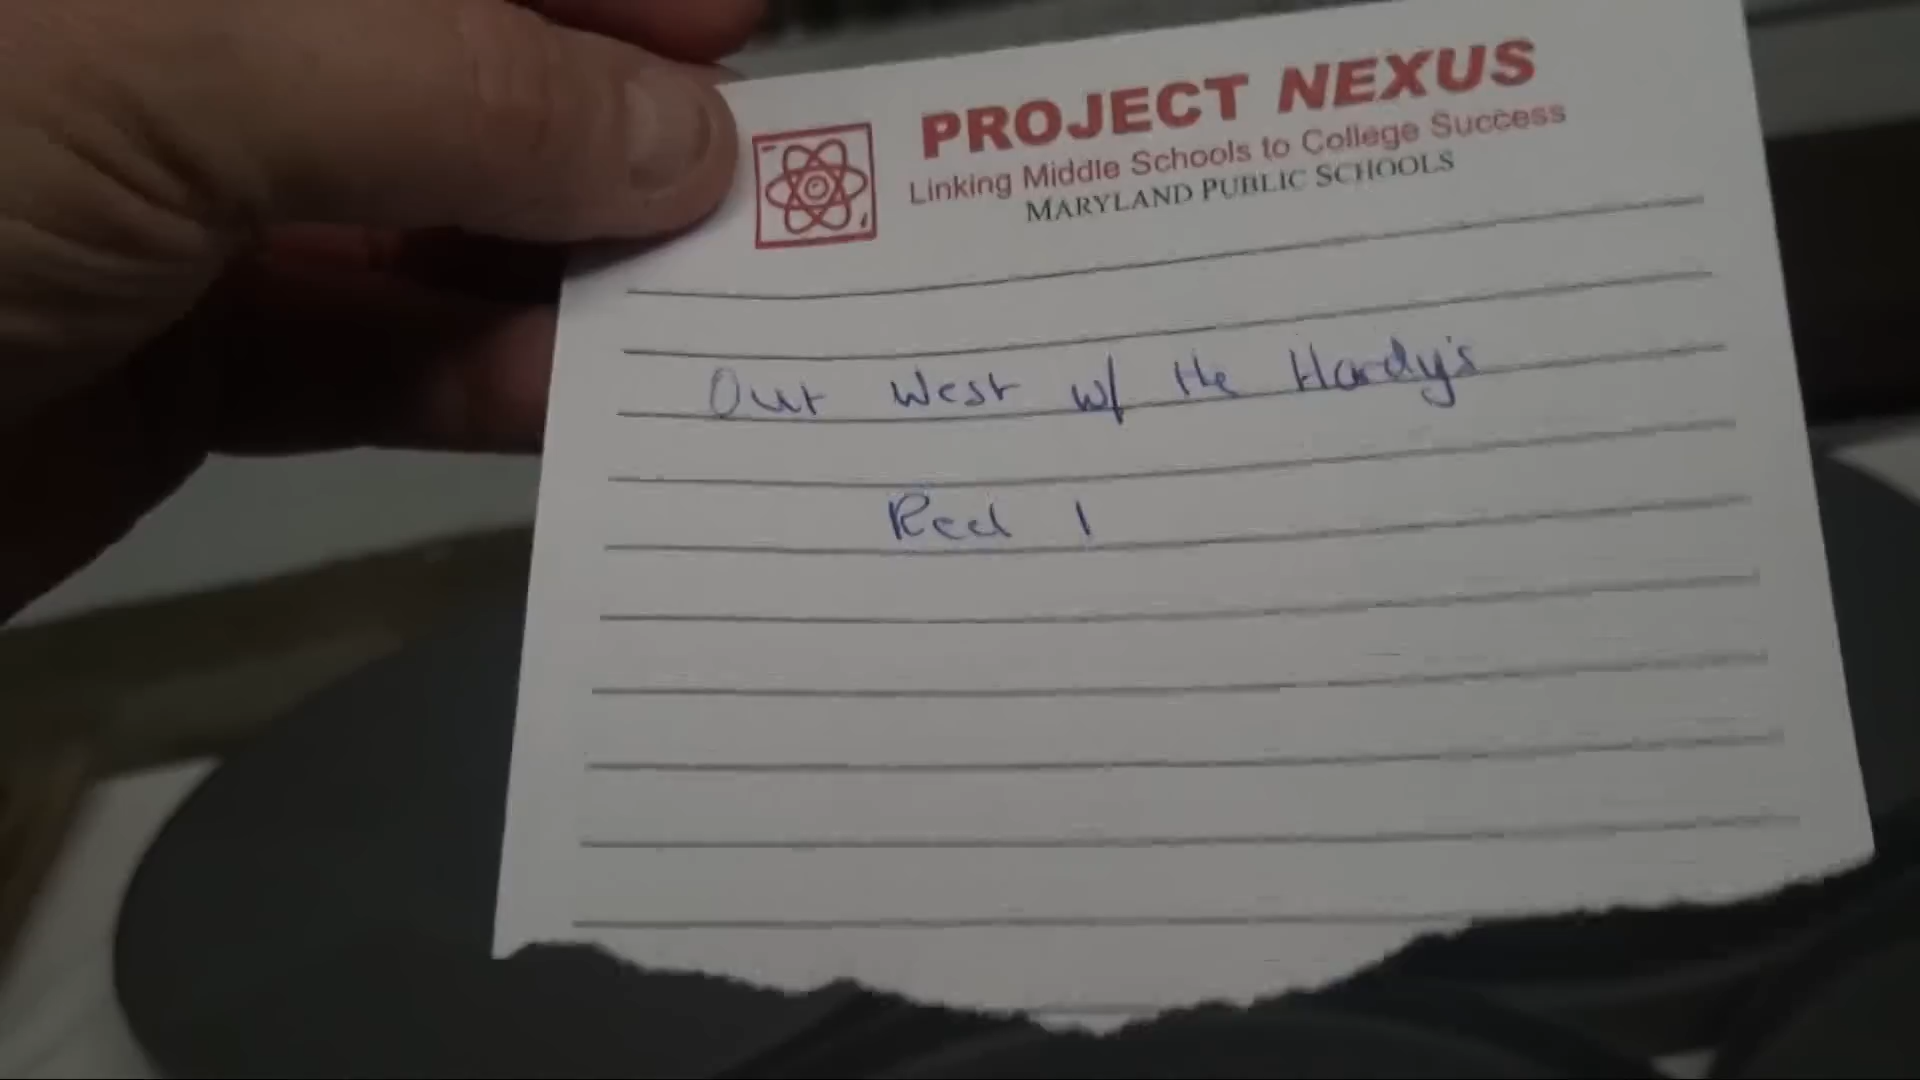 PROJECT NEXUS
Linking Middle Schools to College Success
MARYLAND PUBLIC SCHOOLS
Out West w/ the Hardy's
Reel 1